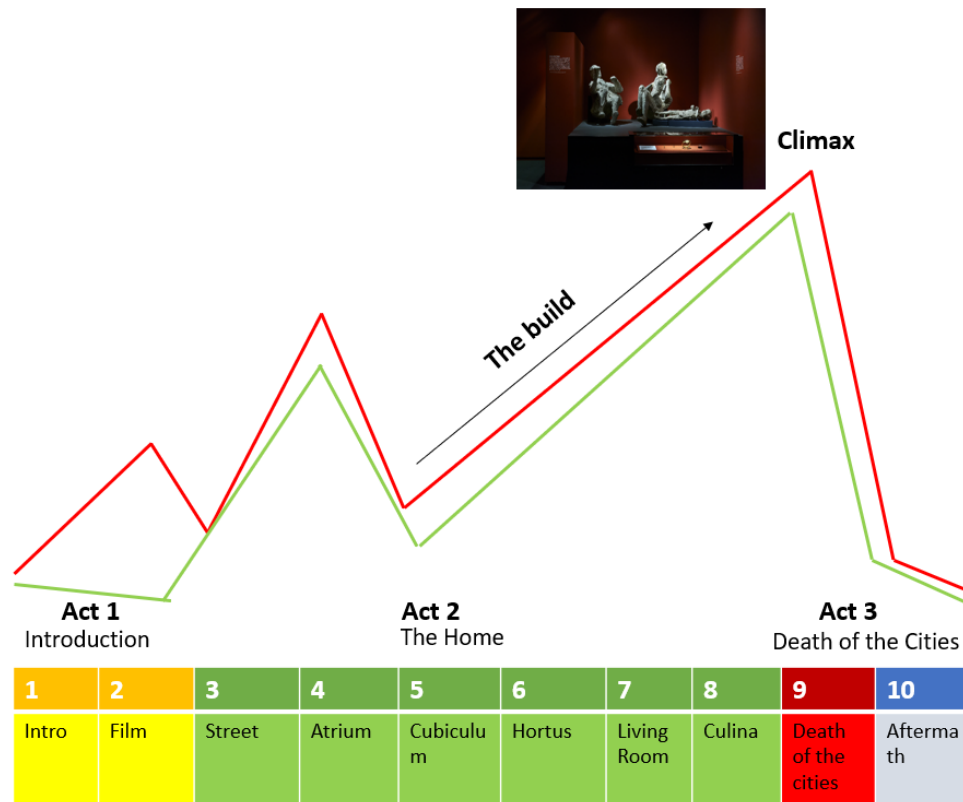 Climax
The build
Act 1
Introduction
Act 2
The Home
Act 3
Death of the Cities
1
2
3
4
5
6
7
8
9
10
Intro
Film
Street
Atrium
Cubiculu
m
Hortus
Living
Room
Culina
Death
of the
cities
Afterma
th